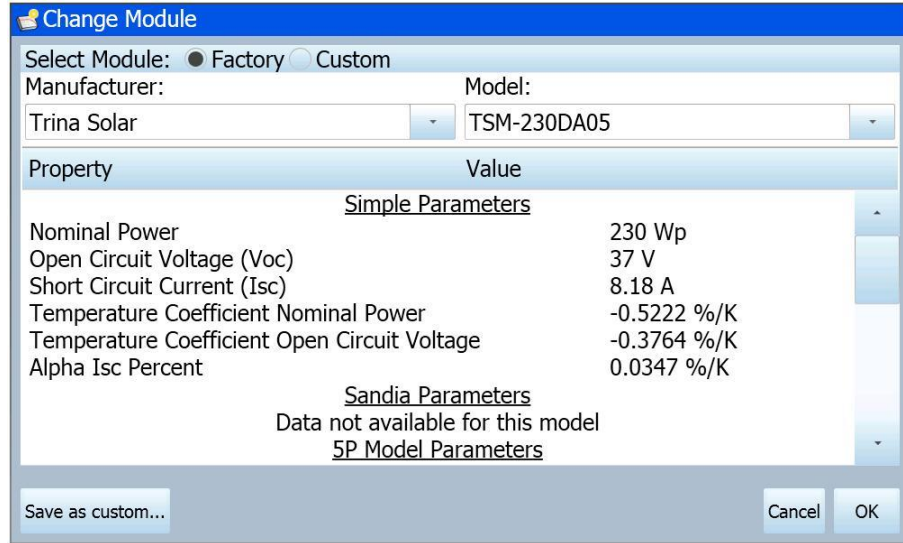 Change Module
Select Module: Factory Custom
Manufacturer: Model:
Trina Solar TSM-230DA05
Property Value
Simple Parameters
Nominal Power 230 Wp
Open Circuit Voltage (Voc) 37 V
Short Circuit Current (Isc) 8.18 A
Temperature Coefficient Nominal Power -0.5222 %/K
Temperature Coefficient Open Circuit Voltage -0.3764 %/K
Alpha Isc Percent 0.0347 %/K
Sandia Parameters
Data not available for this model
5P Model Parameters
Save as custom... Cancel OK